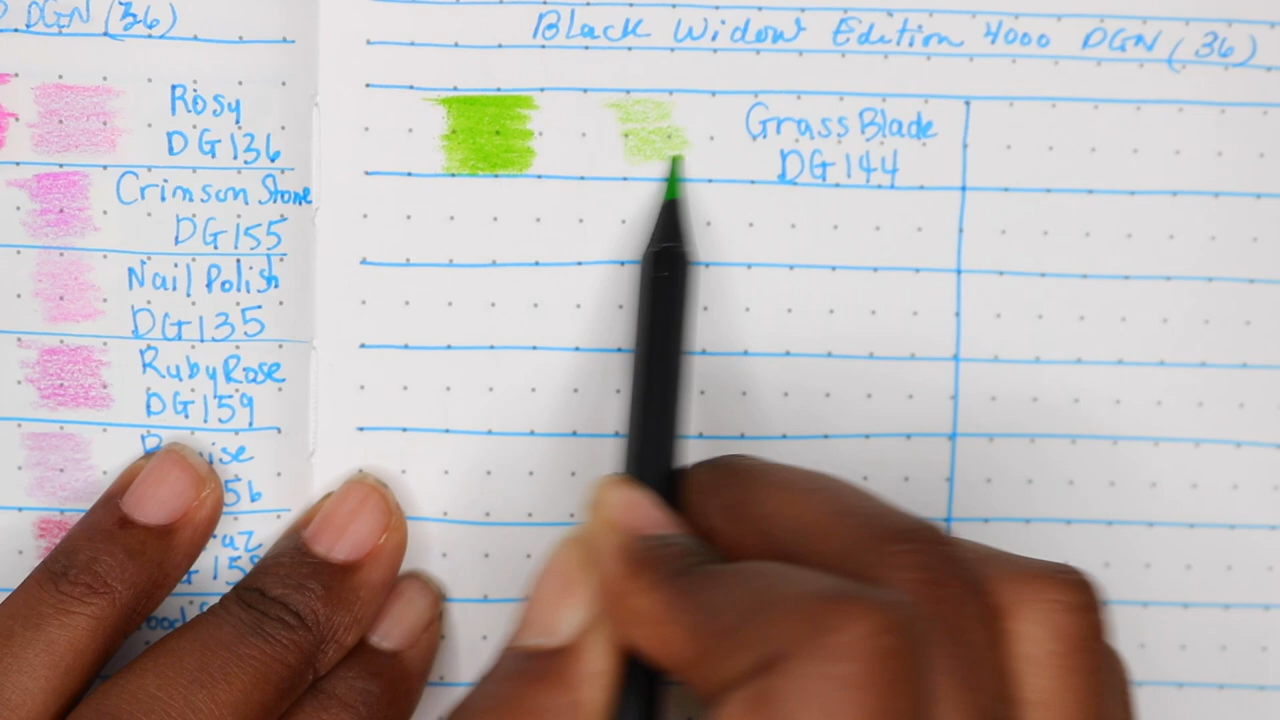 DGN (36)
Rosy
DG136
Crimson Stone
DG155
Nail Polish
DG135
Ruby Rose
DG159
Black Widow Edition 4000 DGN (36)
Grass Blade
DG144